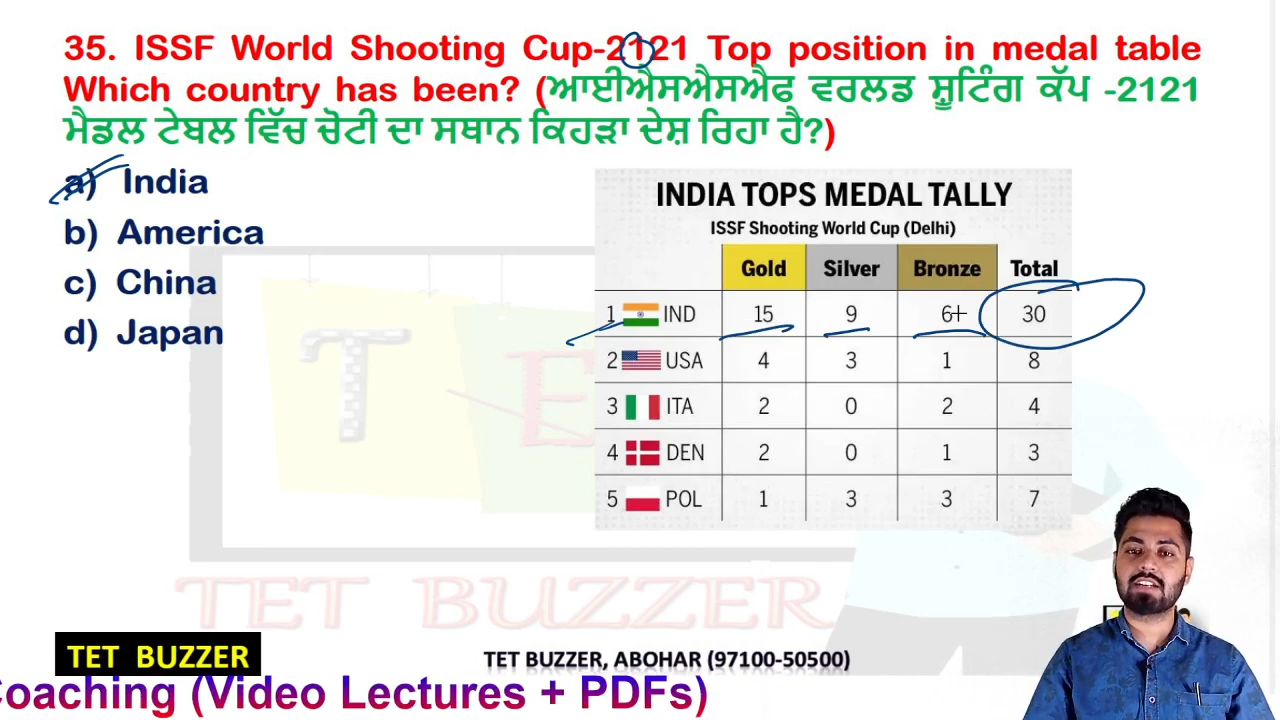 35. ISSF World Shooting Cup-2121 Top position in medal table
Which country has been? (ਆਈਐਸਐਸਐਫ ਵਰਲਡ ਸ਼ੂਟਿੰਗ ਕੱਪ -2121
ਮੈਡਲ ਟੇਬਲ ਵਿੱਚ ਚੋਟੀ ਦਾ ਸਥਾਨ ਕਿਹੜਾ ਦੇਸ਼ ਰਿਹਾ ਹੈ?)
a) India
b) America
c) China
d) Japan
INDIA TOPS MEDAL TALLY
ISSF Shooting World Cup (Delhi)
Gold Silver Bronze Total
1 IND 15 9 6+ 30
2 USA 4 3 1 8
3 ITA 2 0 2 4
4 DEN 2 0 1 3
5 POL 1 3 3 7
T E
TET BUZZER
TET BUZZER
TET BUZZER, ABOHAR (97100-50500)
Coaching (Video Lectures + PDFs)